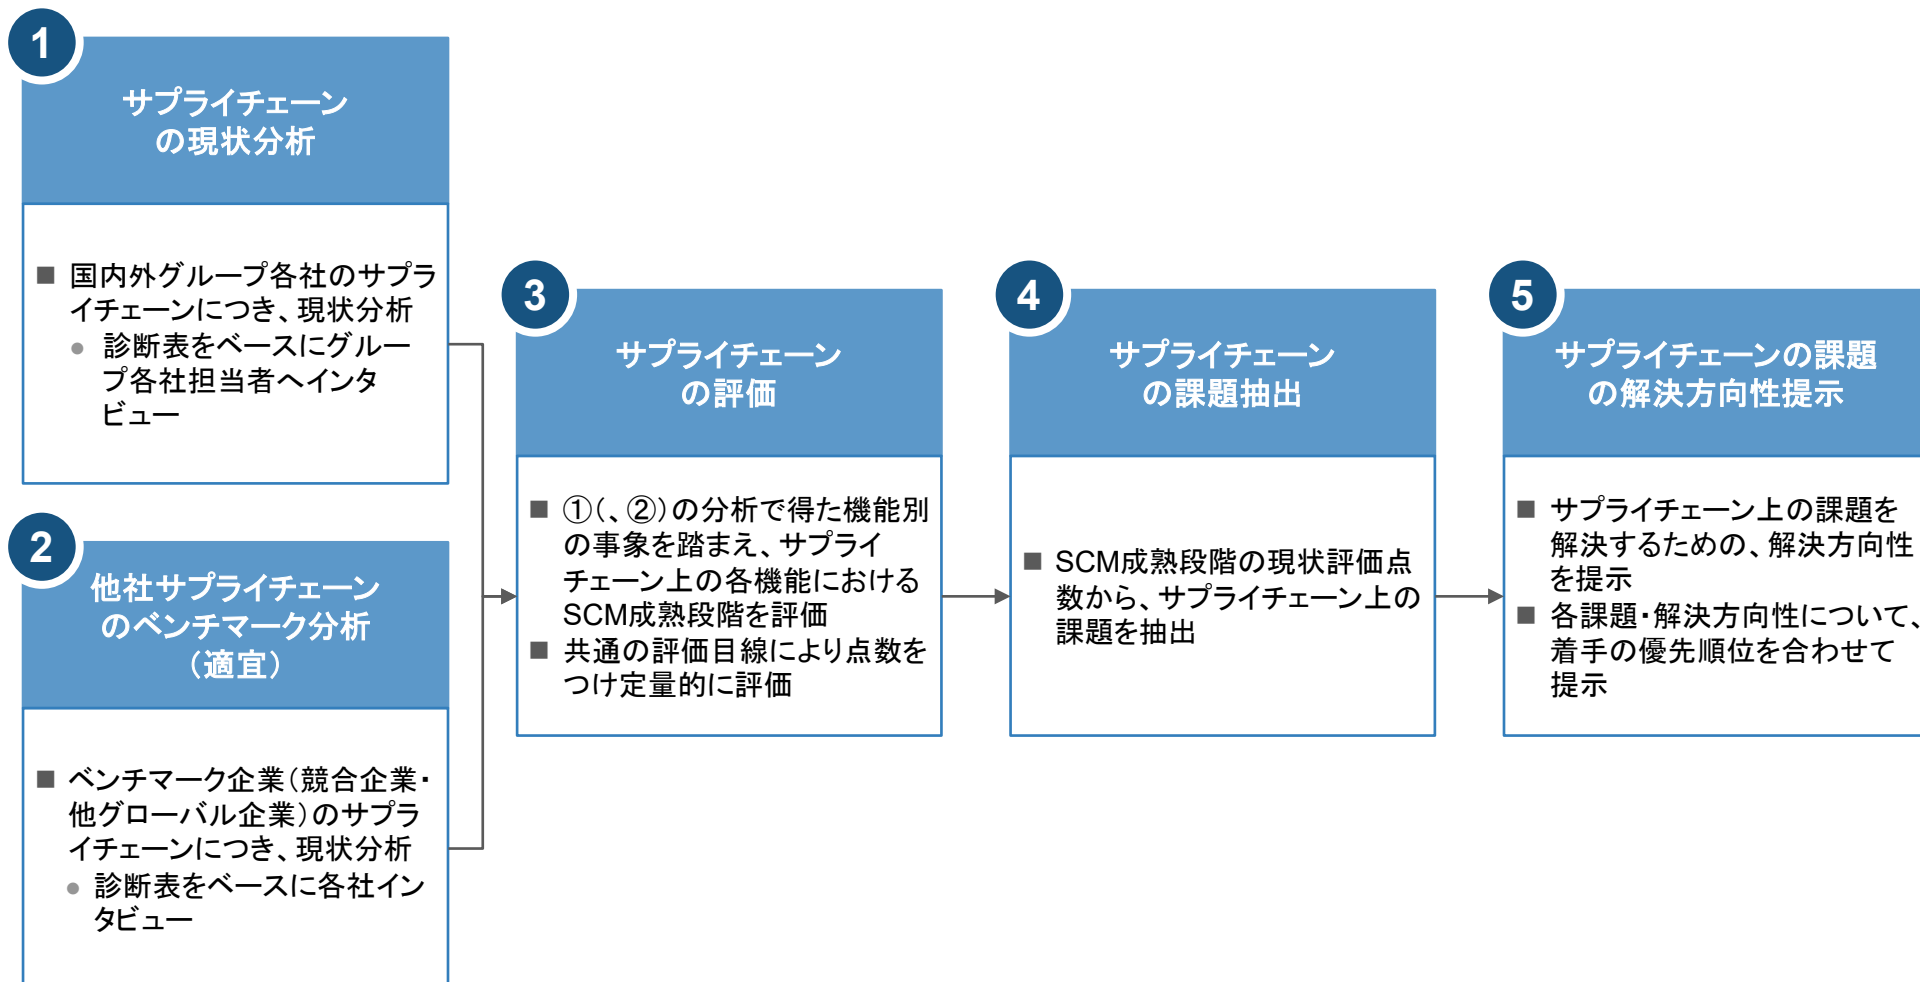 1
サプライチェーン
の現状分析
■ 国内外グループ各社のサプラ
イチェーンにつき、現状分析
● 診断表をベースにグルー
プ各社担当者へインタ
ビュー
2
他社サプライチェーン
のベンチマーク分析
（適宜）
■ ベンチマーク企業（競合企業・
他グローバル企業）のサプラ
イチェーンにつき、現状分析
● 診断表をベースに各社イン
タビュー
3
サプライチェーン
の評価
■ ①（、②）の分析で得た機能別
の事象を踏まえ、サプライ
チェーン上の各機能における
SCM成熟段階を評価
■ 共通の評価目線により点数を
つけ定量的に評価
4
サプライチェーン
の課題抽出
■ SCM成熟段階の現状評価点
数から、サプライチェーン上の
課題を抽出
5
サプライチェーンの課題
の解決方向性提示
■ サプライチェーン上の課題を
解決するための、解決方向性
を提示
■ 各課題・解決方向性について、
着手の優先順位を合わせて
提示